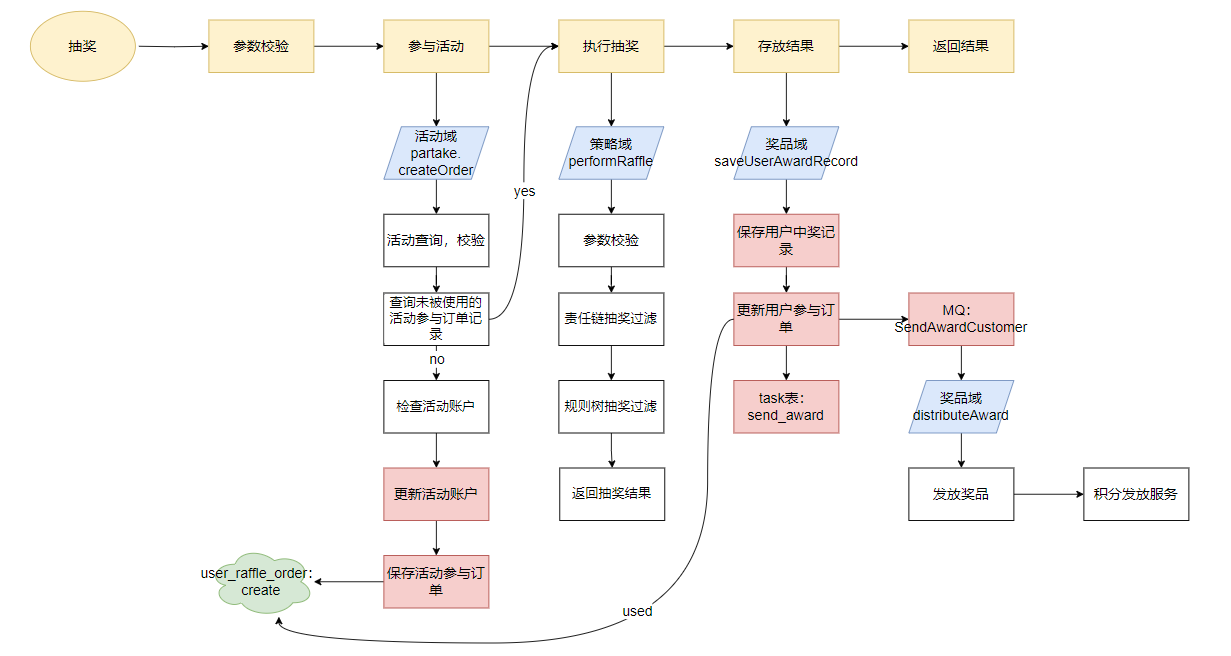 抽奖
参数校验
参与活动
执行抽奖
存放结果
返回结果
活动域
partake.
createOrder
策略域
performRaffle
奖品域
saveUserAwardRecord
yes
活动查询，校验
参数校验
保存用户中奖记
录
查询未被使用的
活动参与订单记
录
责任链抽奖过滤
更新用户参与订
单
MQ：
SendAwardCustomer
no
检查活动账户
规则树抽奖过滤
task表：
send_award
奖品域
distributeAward
更新活动账户
返回抽奖结果
发放奖品
积分发放服务
user_raffle_order：
create
保存活动参与订
单
used